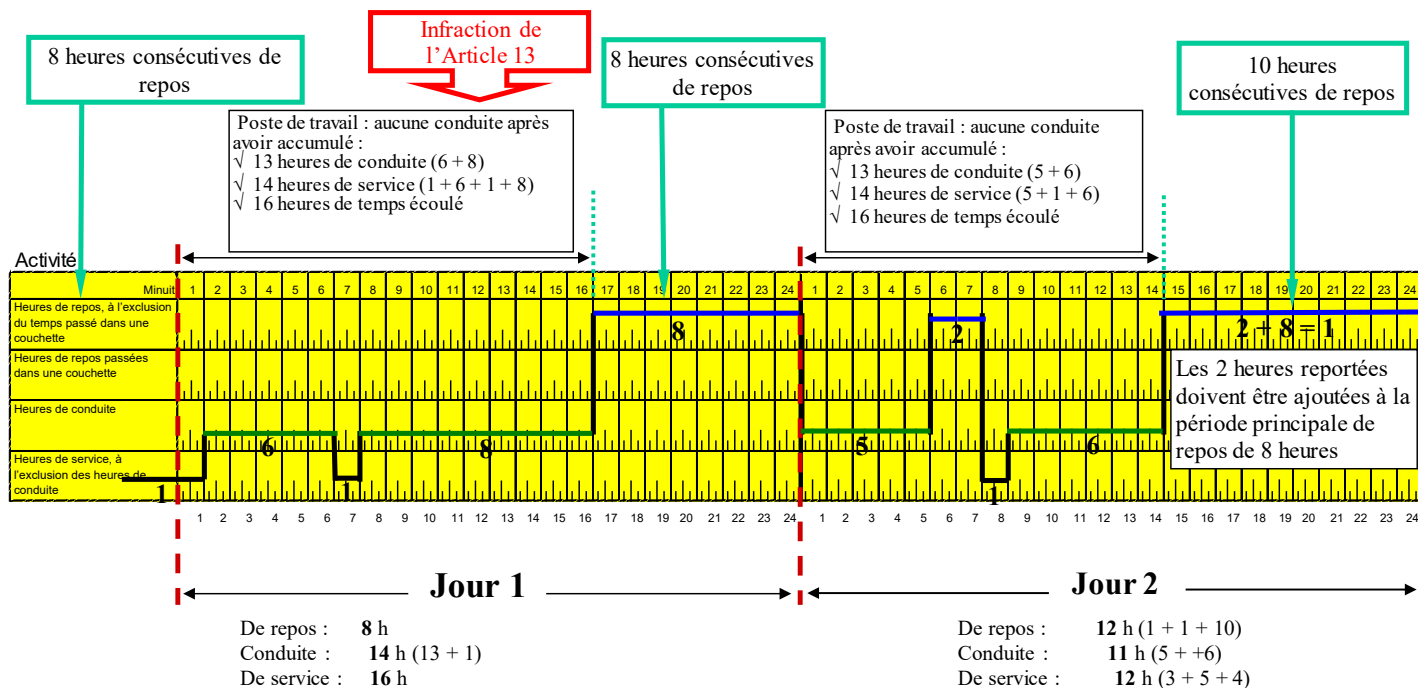 8 heures consécutives de
repos
Infraction de
l'Article 13
8 heures consécutives
de repos
10 heures
consécutives de repos
Poste de travail : aucune conduite après
avoir accumulé :
√ 13 heures de conduite (6 + 8)
√ 14 heures de service (1 + 6 + 1 + 8)
√ 16 heures de temps écoulé
Poste de travail : aucune conduite
après avoir accumulé :
√ 13 heures de conduite (5 + 6)
√ 14 heures de service (5 + 1 + 6)
√ 16 heures de temps écoulé
Activité
Minuit 1 2 3 4 5 6 7 8 9 10 11 12 13 14 15 16 17 18 19 20 21 22 23 24 1 2 3 4 5 6 7 8 9 10 11 12 13 14 15 16 17 18 19 20 21 22 23 24
Heures de repos, à l'exclusion
du temps passé dans une
couchette
8 2 2 + 8 = 1
Heures de repos passées
dans une couchette
Les 2 heures reportées
doivent être ajoutées à la
période principale de
repos de 8 heures
Heures de conduite
6 8 5 6
Heures de service, à
l'exclusion des heures de
conduite
1 1 1
1 2 3 4 5 6 7 8 9 10 11 12 13 14 15 16 17 18 19 20 21 22 23 24 1 2 3 4 5 6 7 8 9 10 11 12 13 14 15 16 17 18 19 20 21 22 23 24
Jour 1
Jour 2
De repos : 8 h
Conduite : 14 h (13 + 1)
De service : 16 h
De repos : 12 h (1 + 1 + 10)
Conduite : 11 h (5 + +6)
De service : 12 h (3 + 5 + 4)